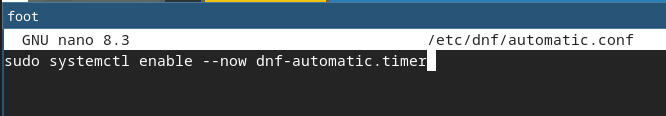 foot
GNU nano 8.3 /etc/dnf/automatic.conf
sudo systemctl enable --now dnf-automatic.timer